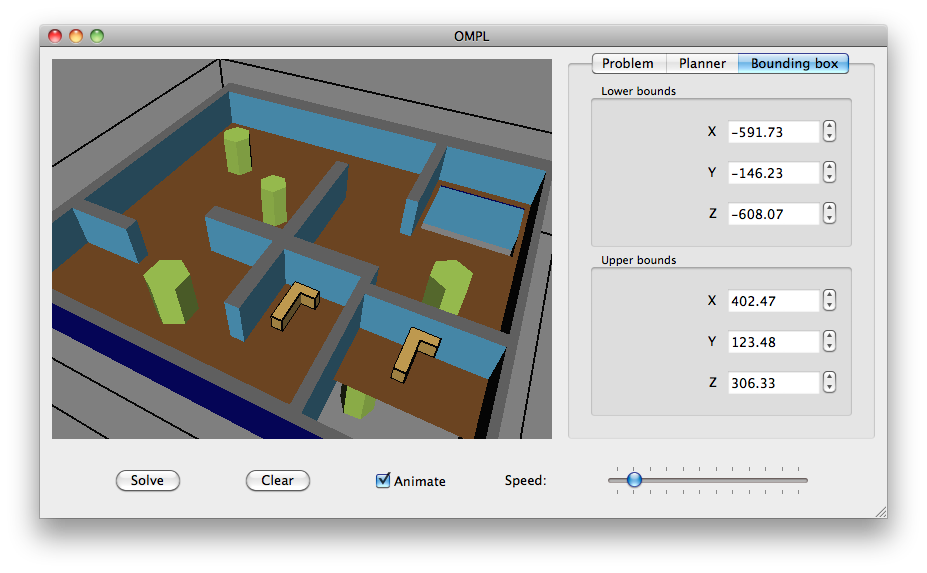 OMPL
Problem Planner Bounding box
Lower bounds
X -591.73
Y -146.23
Z -608.07
Upper bounds
X 402.47
Y 123.48
Z 306.33
Solve Clear Animate Speed: